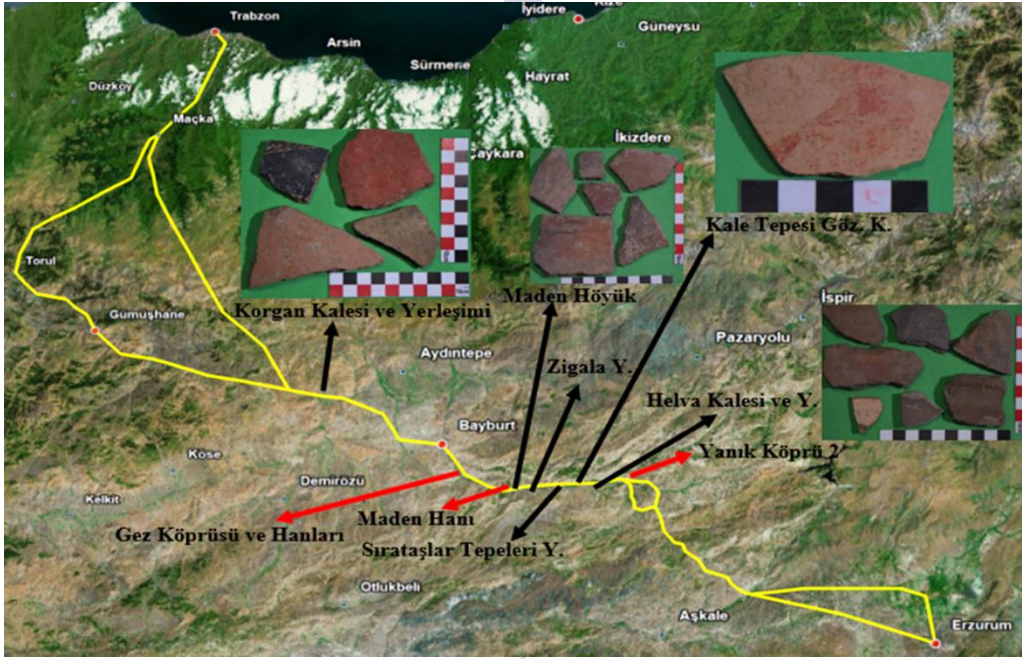 Trabzon
İyidere
Rize
Arsin
Güneysu
Sürmene
Hayrat
Düzköy
Maçka
İkizdere
Çaykara
Kale Tepesi Göz. K.
Torul
Maden Höyük
İspir
Korgan Kalesi ve Yerleşimi
Gümüşhane
Pazaryolu
Aydıntepe
Zigala Y.
Helva Kalesi ve Y.
Bayburt
Yanık Köprü 2
Köse
Demirözü
Kelkit
Maden Hanı
Gez Köprüsü ve Hanları
Sırataşlar Tepeleri Y.
Otlukbeli
Aşkale
Erzurum